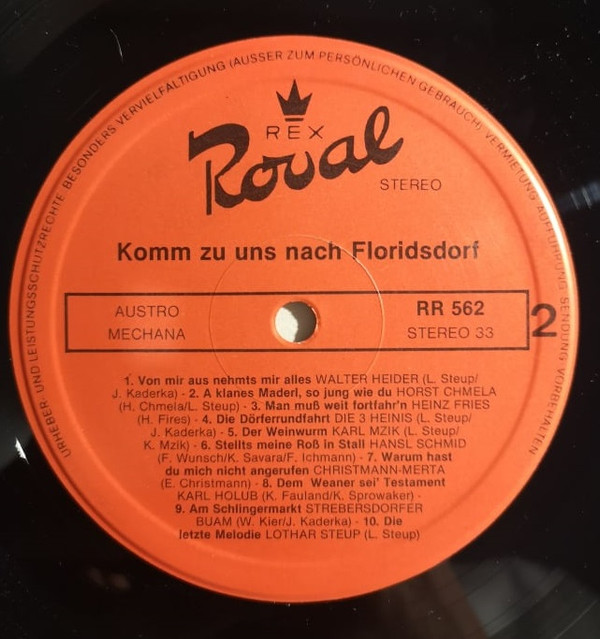 URHEBER UND LEISTUNGSSCHUTZRECHTE BESONDERS VERVIELFÄLTIGUNG (AUSSER ZUM PERSÖNLICHEN GEBRAUCH) VERMIETUNG AUFFÜHRUNG SENDUNG VORBEHALTEN
REX
Royal
STEREO
Komm zu uns nach Floridsdorf
AUSTRO RR 562
MECHANA STEREO 33 2
1. Von mir aus nehmts mir alles WALTER HEIDER (L. Steup/
J. Kaderka) - 2. A klanes Maderl, so jung wie du HORST CHMELA
(H. Chmela/L. Steup) - 3. Man muß weit fortfahr'n HEINZ FRIES
(H. Fires) - 4. Die Dörferrundfahrt DIE 3 HEINIS (L. Steup/
J. Kaderka) - 5. Der Weinwurm KARL MZIK (L. Steup/
K. Mzik) - 6. Stellts meine Roß in Stall HANSL SCHMID
(F. Wunsch/K. Savara/F. Ichmann) - 7. Warum hast
du mich nicht angerufen CHRISTMANN-MERTA
(E. Christmann) - 8. Dem Weaner sei' Testament
KARL HOLUB (K. Fauland/K. Sprowaker) -
9. Am Schlingermarkt STREBERSDORFER
BUAM (W. Kier/J. Kaderka) - 10. Die
letzte Melodie LOTHAR STEUP (L. Steup)